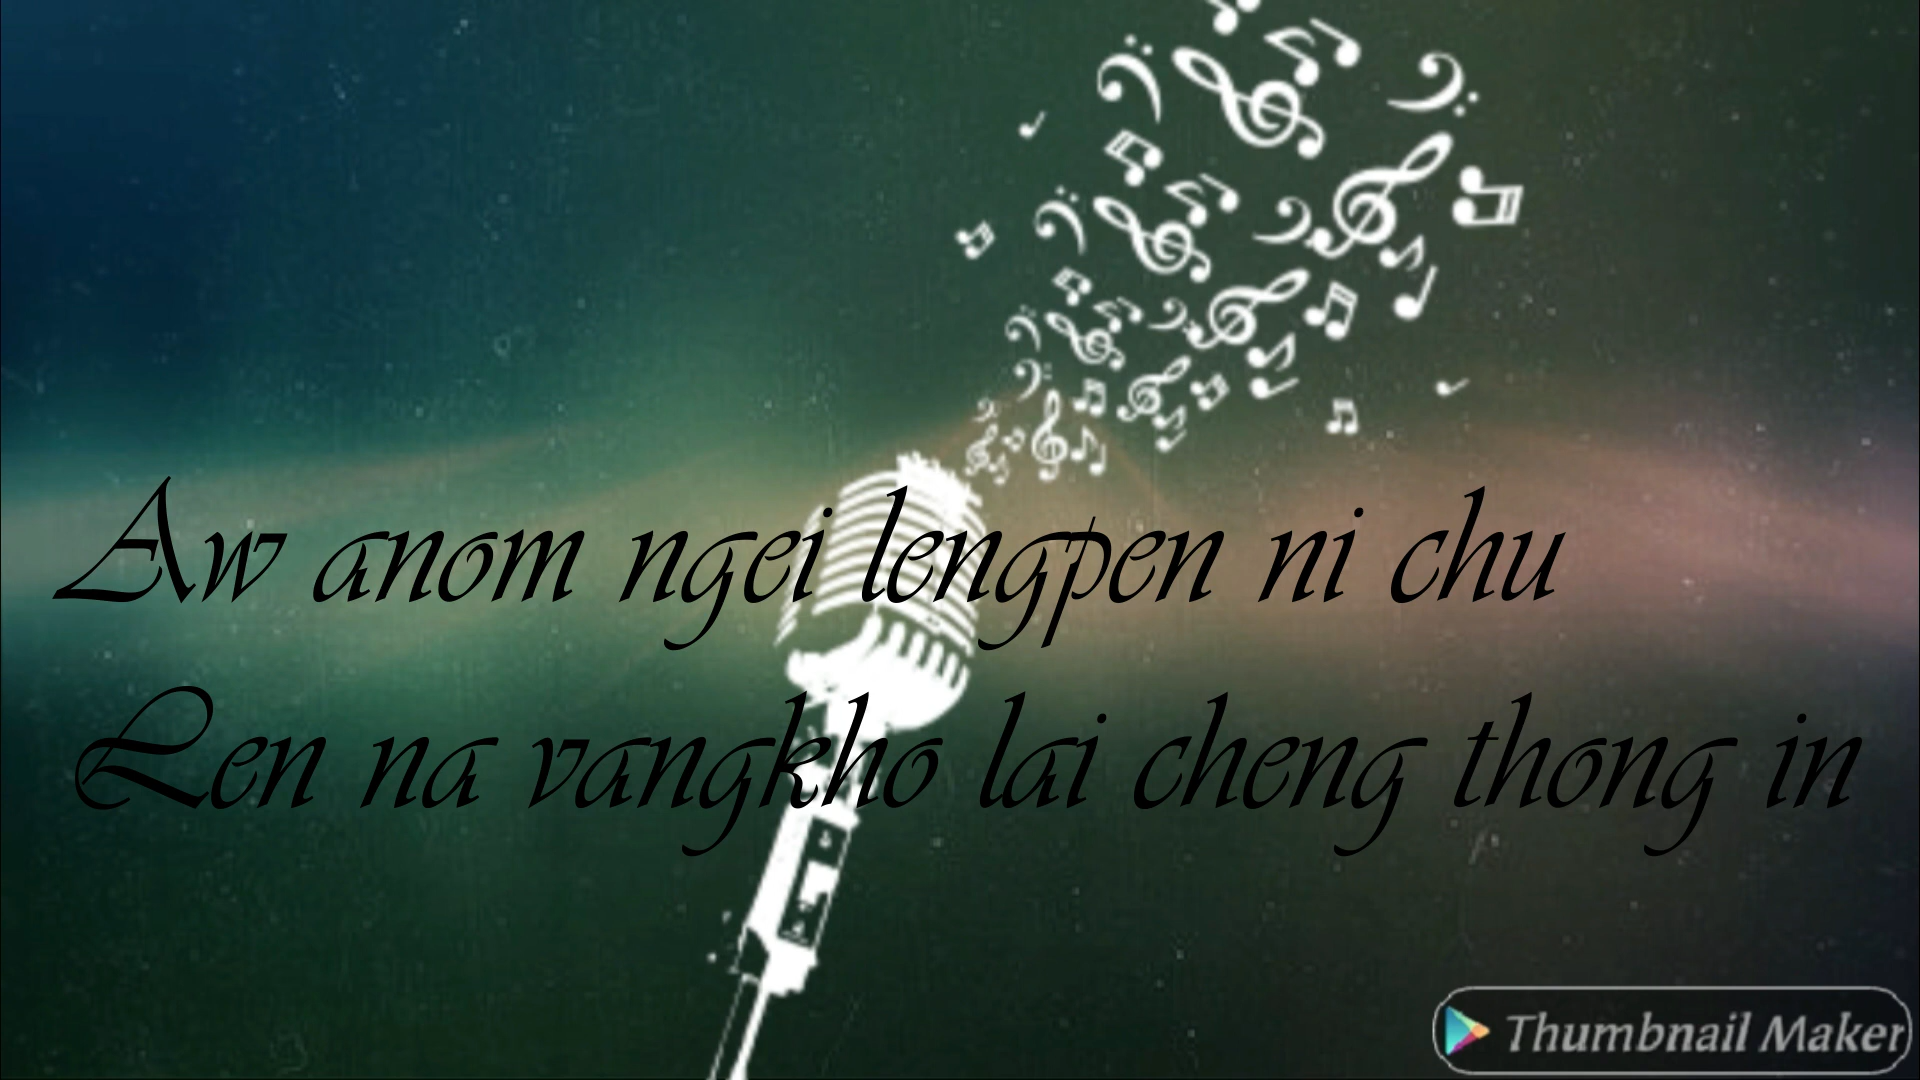 Aw anom ngei lengpen ni chu
Len na vangkho lai cheng thong in
Thumbnail Maker